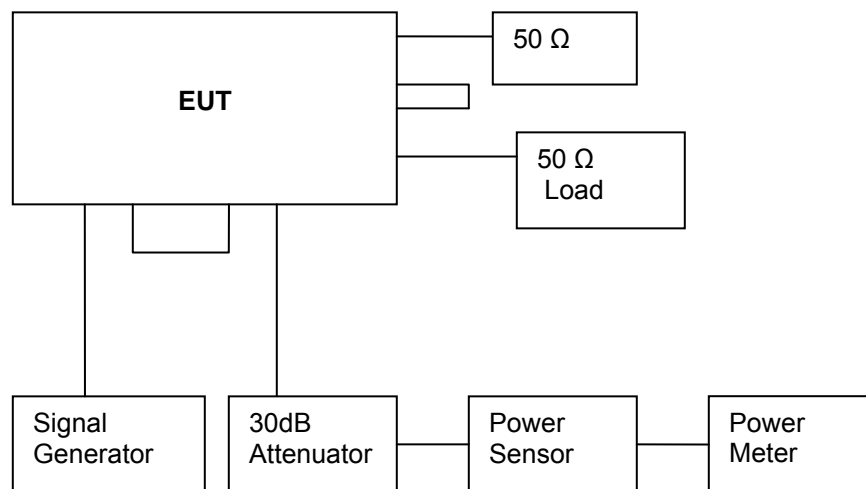 50 Ω
EUT
50 Ω
Load
Signal
Generator
30dB
Attenuator
Power
Sensor
Power
Meter